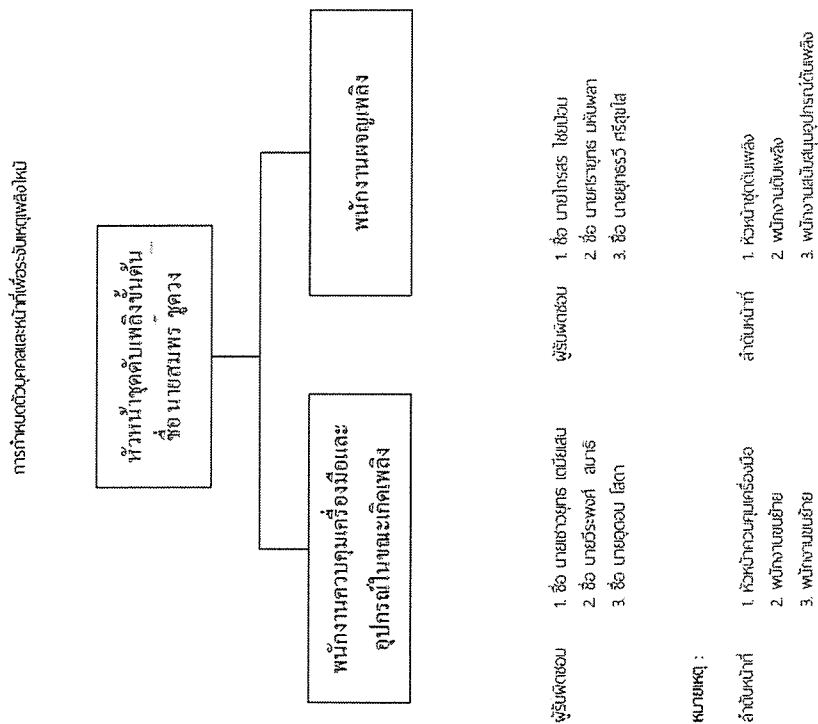 การกำหนดตัวบุคคลและหน้าที่เพื่อระงับเหตุเพลิงไหม้
หัวหน้าชุดดับเพลิงขั้นต้น
ชื่อ นายสมพร ชูดวง
พนักงานควบคุมเครื่องมือและ
อุปกรณ์ในขณะเกิดเพลิง
พนักงานผจญเพลิง
ผู้รับผิดชอบ
1. ชื่อ นายเชาวยุทธ เตมียเสน
2. ชื่อ นายวีระพงศ์ สมาธิ
3. ชื่อ นายอุดอน โสดา
ผู้รับผิดชอบ
1. ชื่อ นายไกรสร ไชยป้อม
2. ชื่อ นายศรายุทธ มหันพลา
3. ชื่อ นายยุทธรวี ศรีสุขใส
หมายเหตุ :
ลำดับหน้าที่
1. หัวหน้าควบคุมเครื่องมือ
2. พนักงานขนย้าย
3. พนักงานขนย้าย
ลำดับหน้าที่
1. หัวหน้าชุดดับเพลิง
2. พนักงานดับเพลิง
3. พนักงานสนับสนุนอุปกรณ์ดับเพลิง